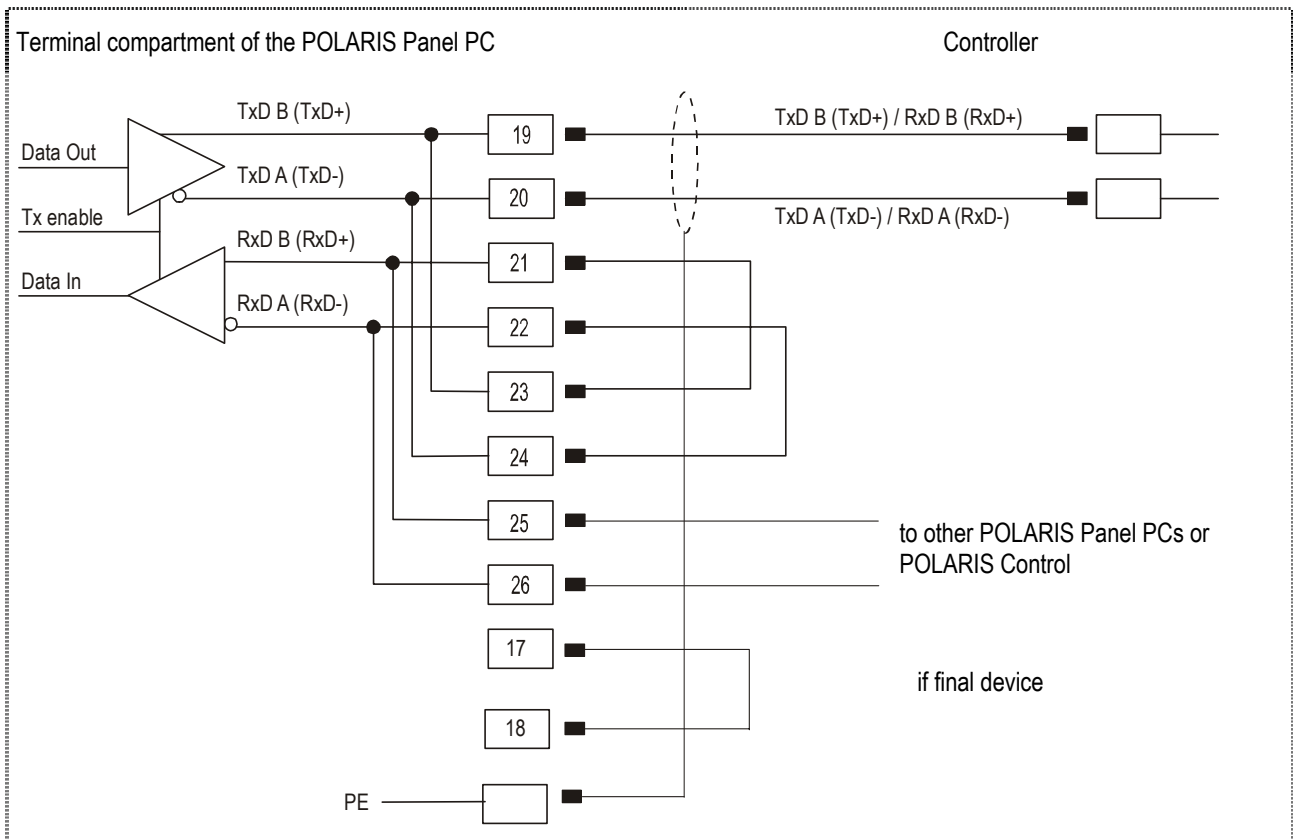 Terminal compartment of the POLARIS Panel PC
Controller
TxD B (TxD+)
19
TxD B (TxD+) / RxD B (RxD+)
Data Out
TxD A (TxD-)
20
TxD A (TxD-) / RxD A (RxD-)
Tx enable
RxD B (RxD+)
21
Data In
RxD A (RxD-)
22
23
24
25
to other POLARIS Panel PCs or
POLARIS Control
26
17
if final device
18
PE